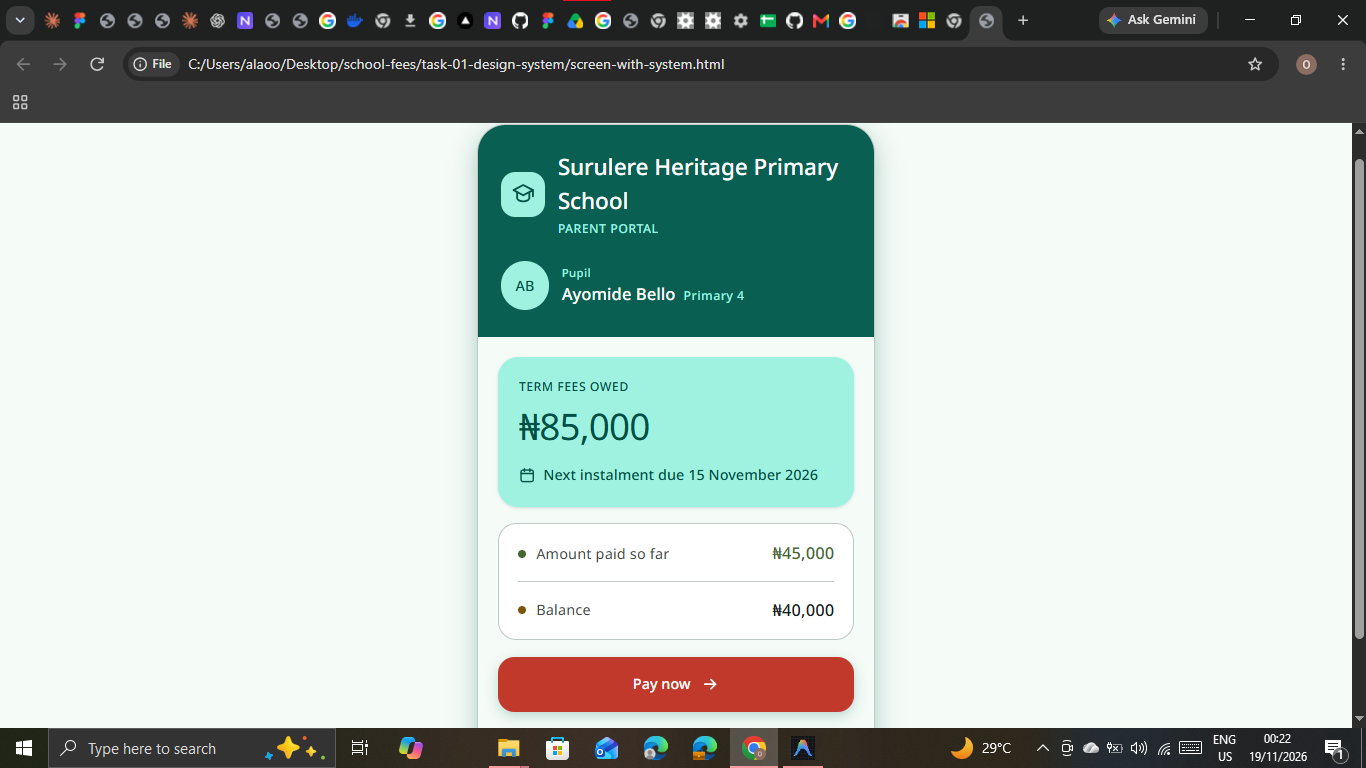 Ask Gemini
File
C:/Users/alaoo/Desktop/school-fees/task-01-design-system/screen-with-system.html
O
Surulere Heritage Primary
School
PARENT PORTAL
AB
Pupil
Ayomide Bello Primary 4
TERM FEES OWED
₦85,000
Next instalment due 15 November 2026
Amount paid so far ₦45,000
Balance ₦40,000
Pay now
Type here to search
29°C
ENG
US
00:22
19/11/2026
1